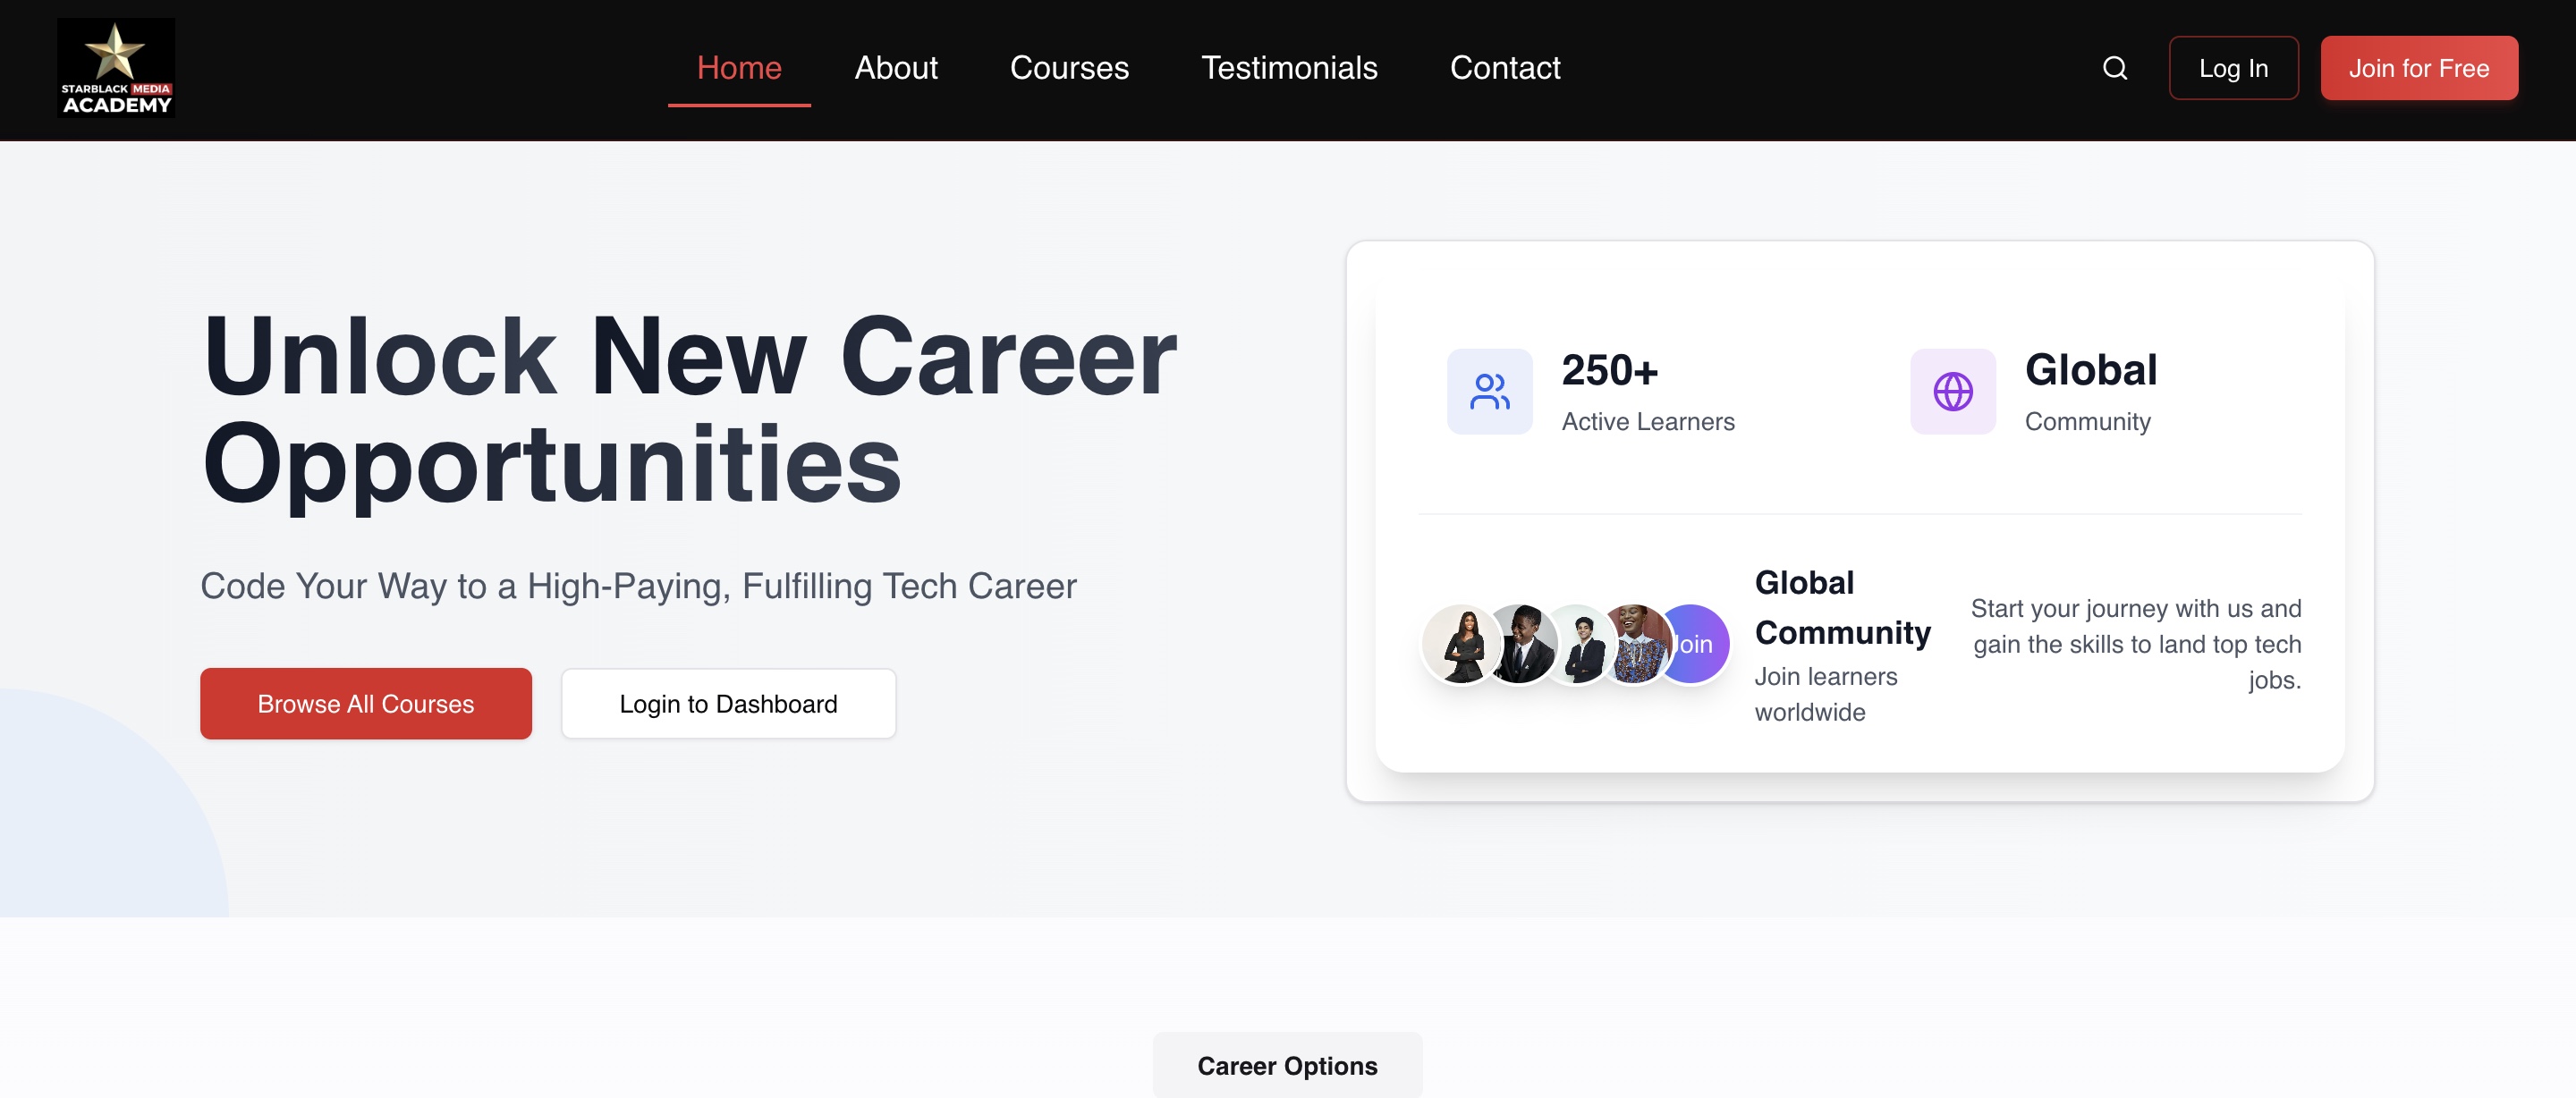 STARBLACK MEDIA
ACADEMY
Home
About
Courses
Testimonials
Contact
Log In
Join for Free
Unlock New Career
Opportunities
Code Your Way to a High-Paying, Fulfilling Tech Career
Browse All Courses
Login to Dashboard
250+
Active Learners
Global
Community
Join
Global
Community
Join learners
worldwide
Start your journey with us and
gain the skills to land top tech
jobs.
Career Options